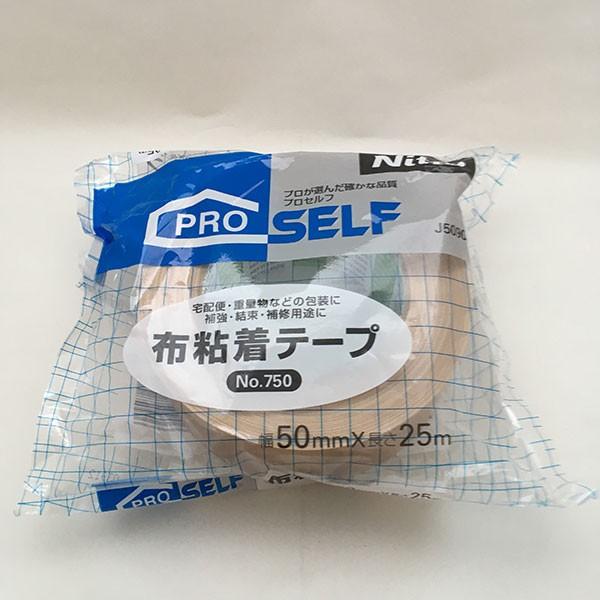 プロが選んだ確かな品質
プロセルフ
PRO
SELF
J5090
宅配便・重量物などの包装に
補強・結束・補修用途に
布粘着テープ
No.750
幅50mm×長さ25m
PRO SELF 布
25m